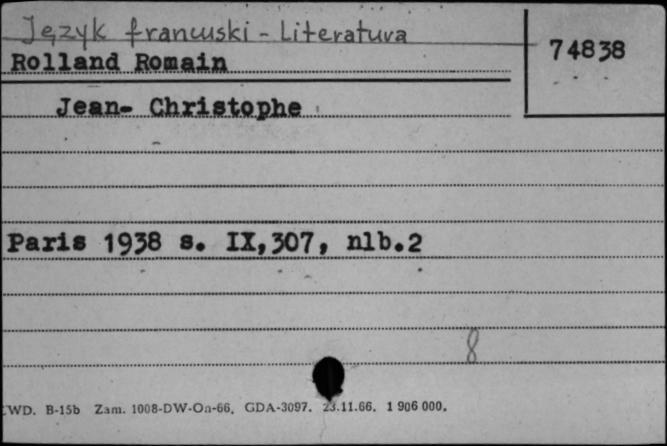 Język francuski - Literatura
74838
Rolland Romain
Jean- Christophe
Paris 1938 s. IX,307, nlb.2
8
WD. B-15b Zam. 1008-DW-Oa-66. GDA-3097. 23.11.66. 1 906 000.